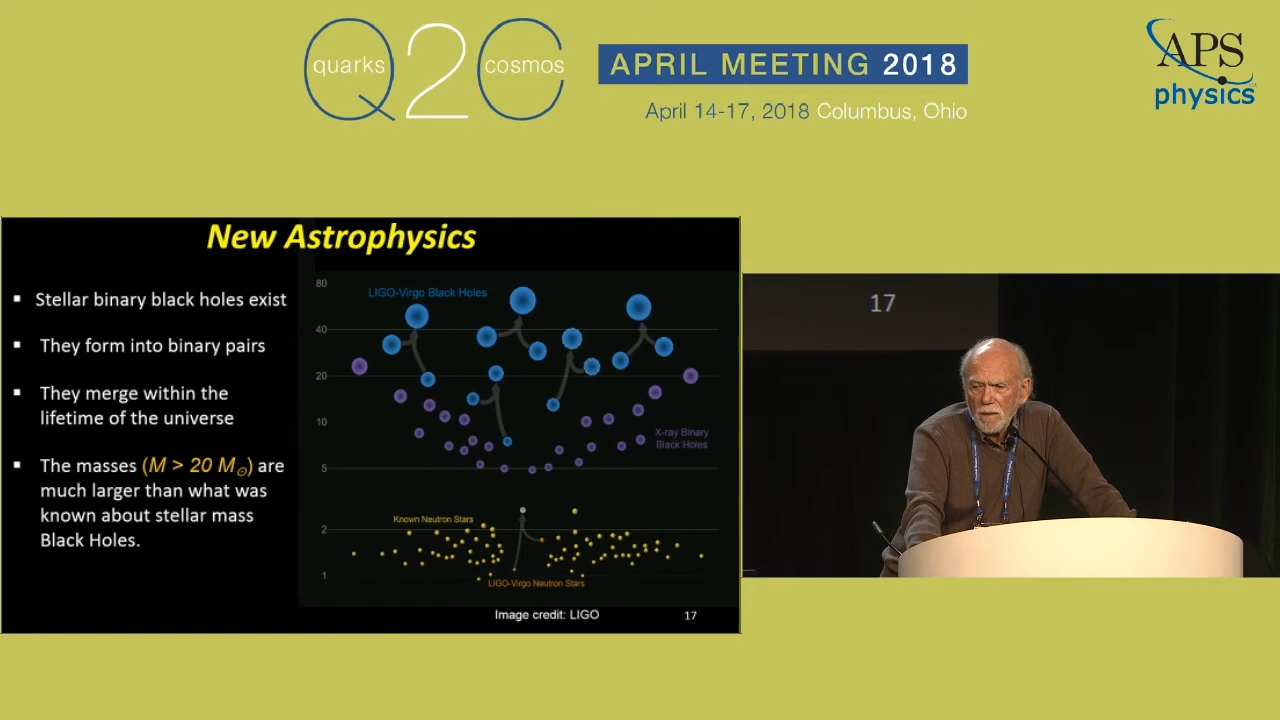 quarks
Q2C
cosmos
APRIL MEETING 2018
April 14-17, 2018 Columbus, Ohio
APS
physics
New Astrophysics
▪ Stellar binary black holes exist
▪ They form into binary pairs
▪ They merge within the
lifetime of the universe
▪ The masses (M > 20 M☉) are
much larger than what was
known about stellar mass
Black Holes.
80
40
20
10
5
2
1
LIGO-Virgo Black Holes
X-ray Binary
Black Holes
Known Neutron Stars
LIGO-Virgo Neutron Stars
Image credit: LIGO
17
17